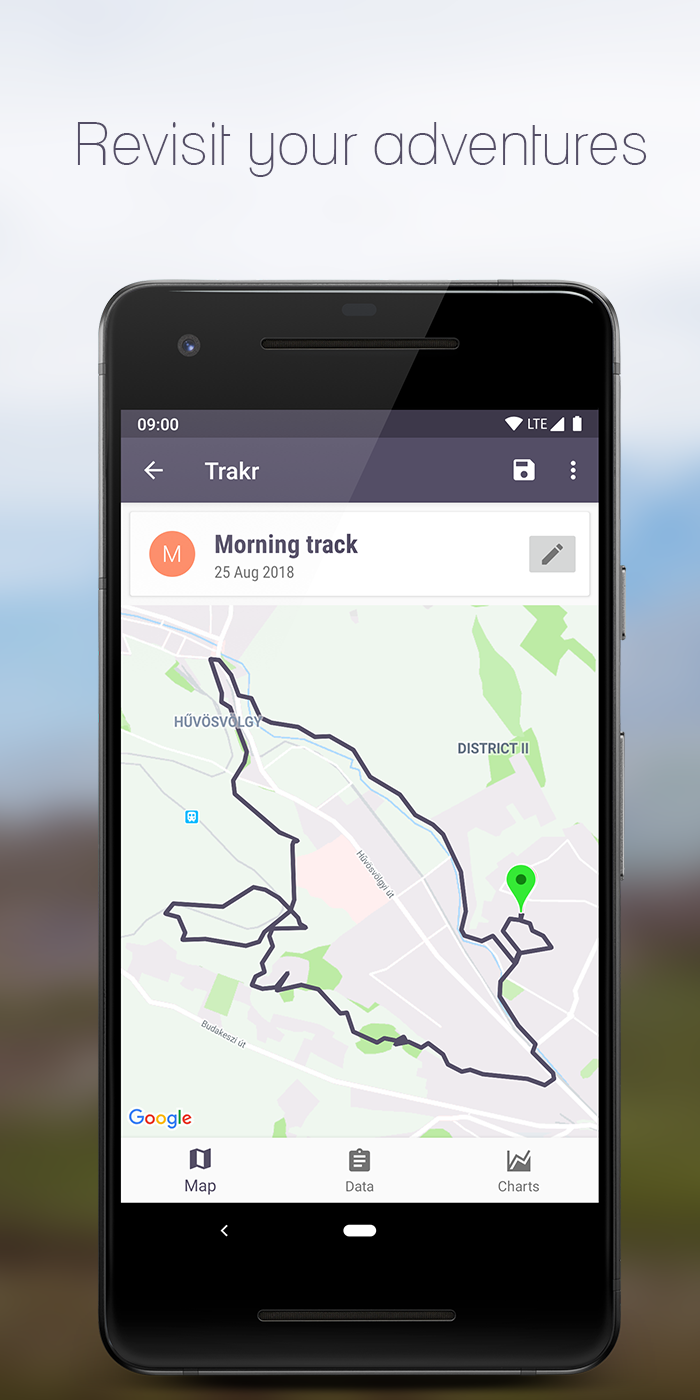 Revisit your adventures
09:00
LTE
Trakr
M
Morning track
25 Aug 2018
HŰVÖSVÖLGY
DISTRICT II
Hűvösvölgyi út
Budakeszi út
Google
Map
Data
Charts